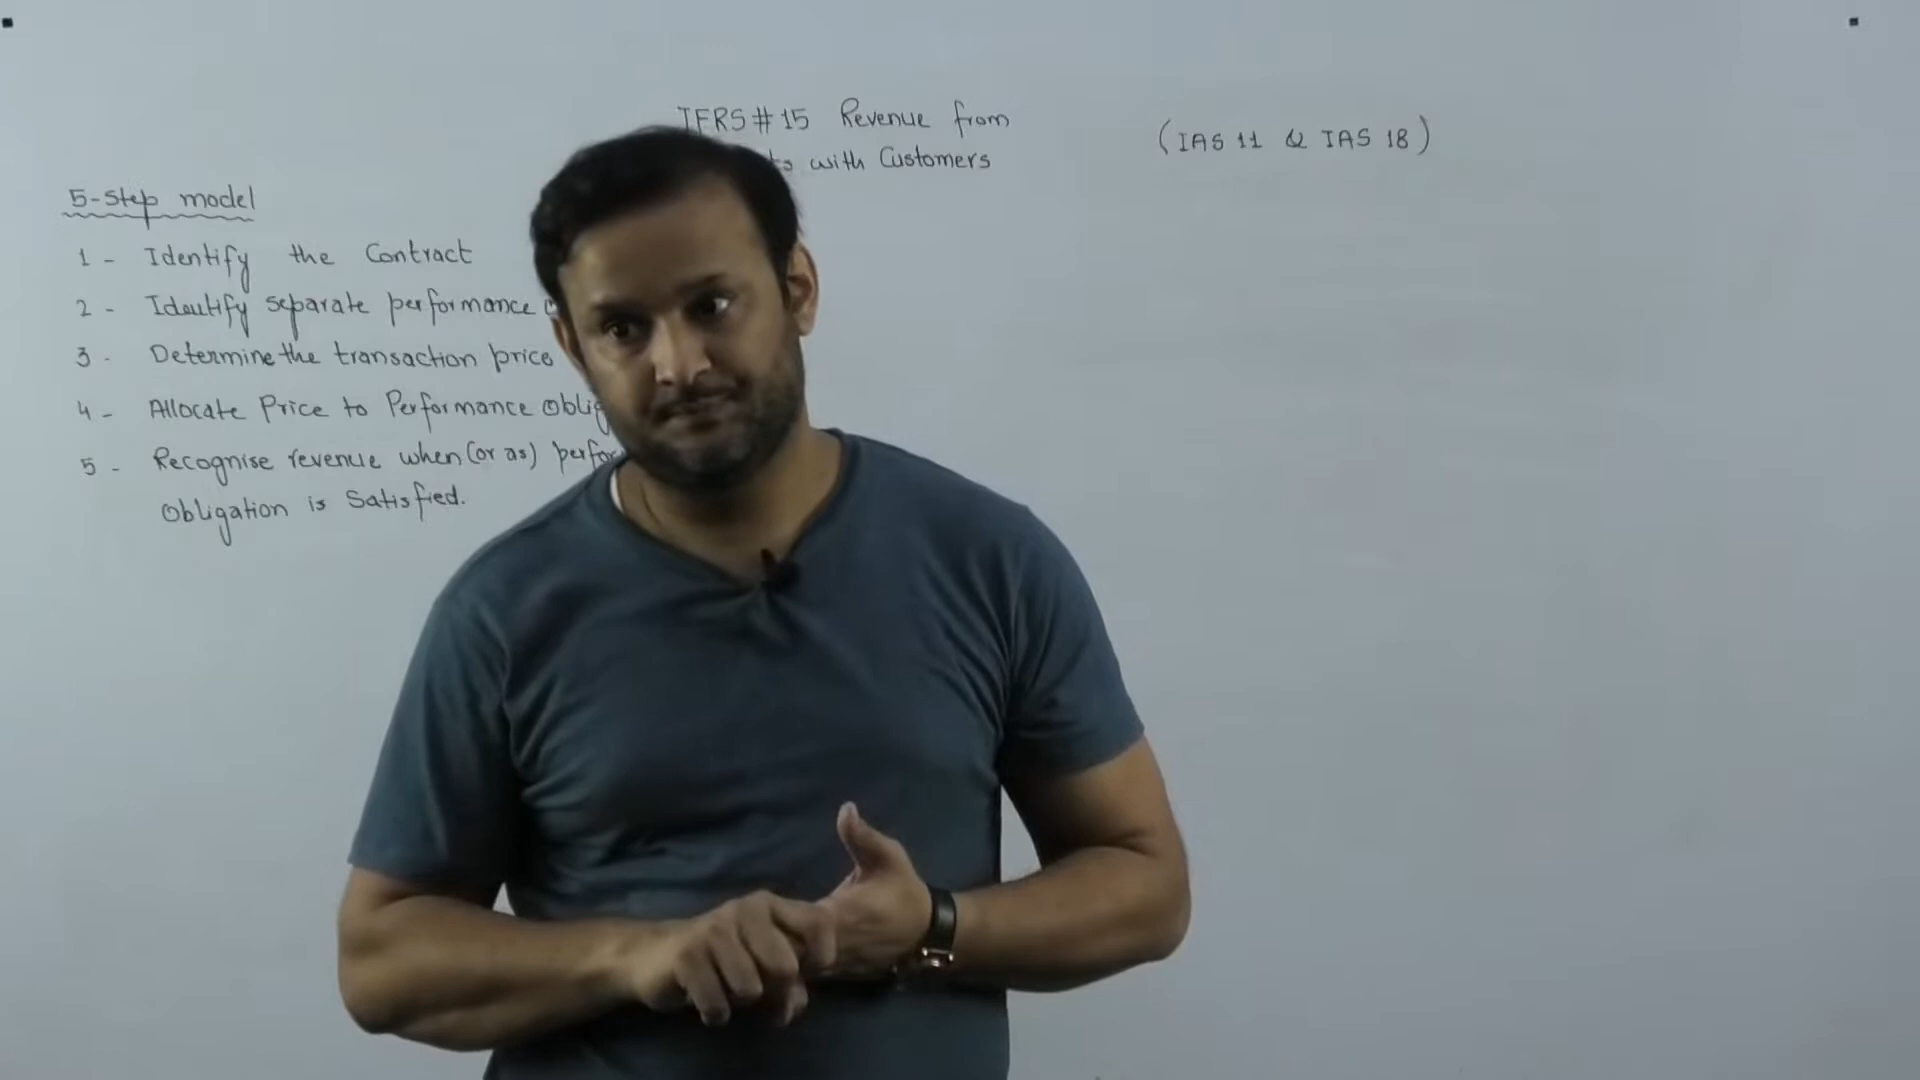 IFRS # 15 Revenue from
with Customers
(IAS 11 & IAS 18)
5-Step model
1 - Identify the Contract
2 - Identify separate performance
3 - Determine the transaction price
4 - Allocate Price to Performance
5 - Recognise revenue when (or as)
Obligation is Satisfied.